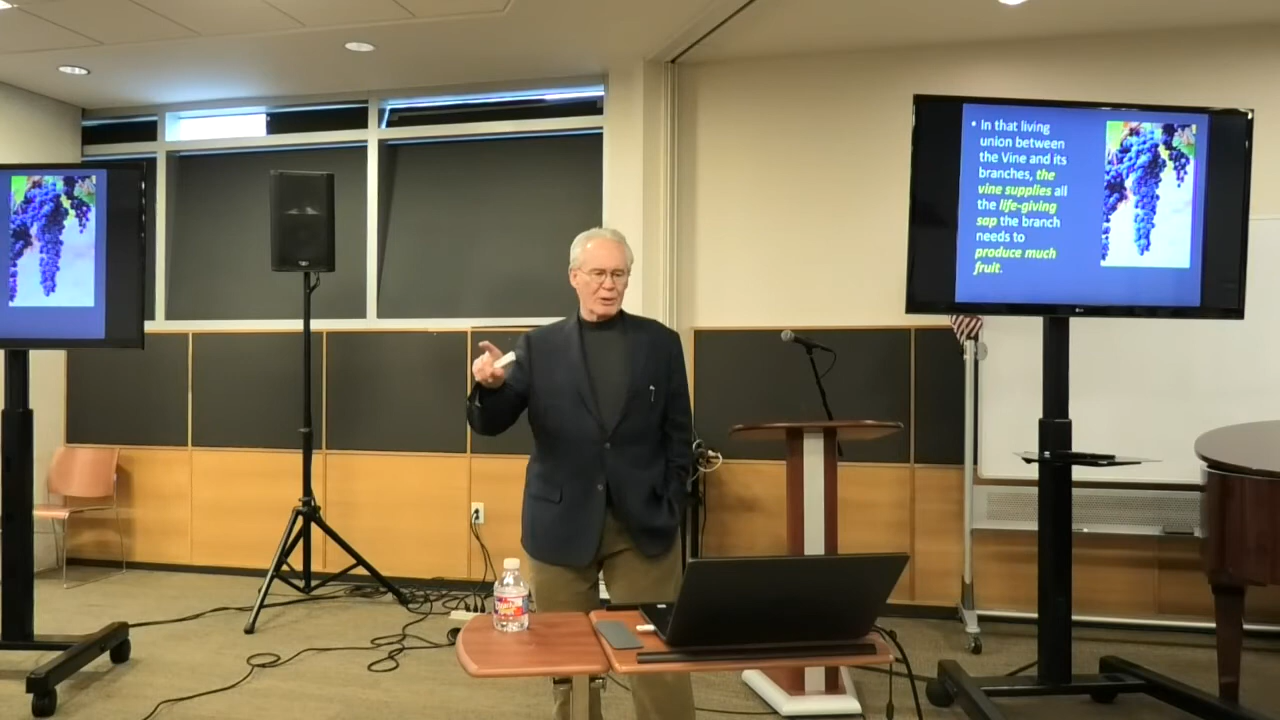 • In that living
union between
the Vine and its
branches, the
vine supplies all
the life-giving
sap the branch
needs to
produce much
fruit.